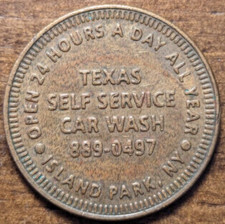 OPEN 24 HOURS A DAY ALL YEAR
TEXAS
SELF SERVICE
CAR WASH
889-0497
ISLAND PARK, NY.